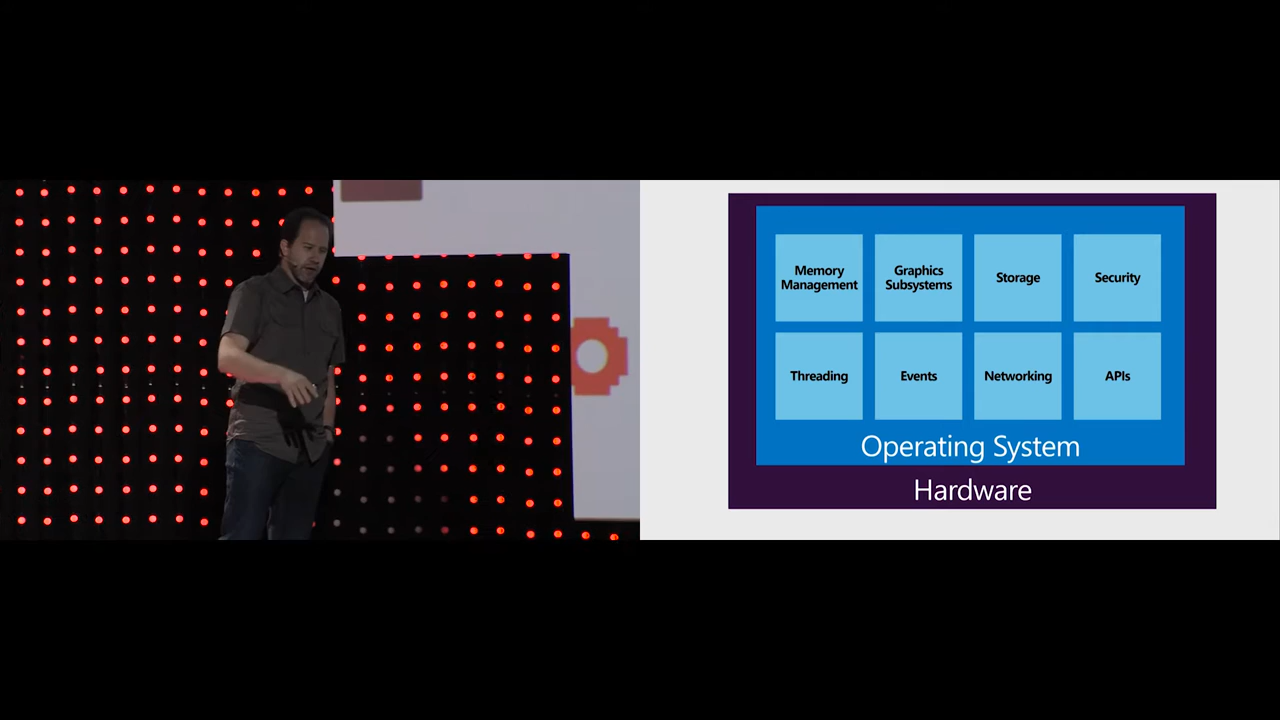 Memory
Management
Graphics
Subsystems
Storage
Security
Threading
Events
Networking
APIs
Operating System
Hardware